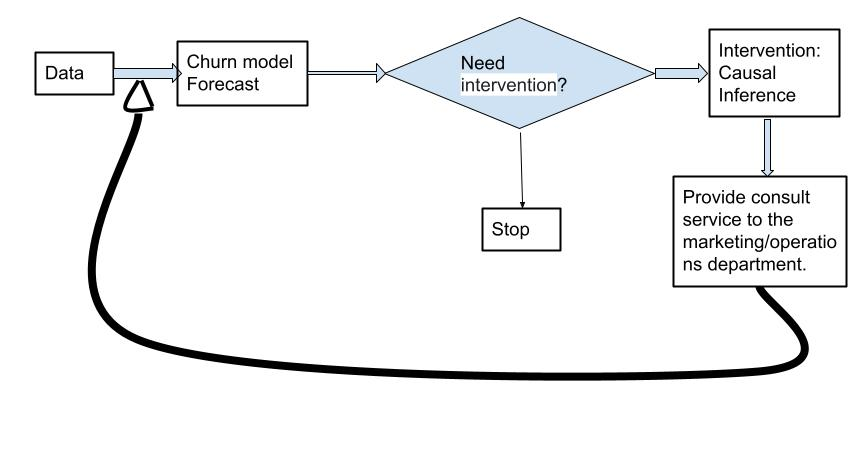 Data
Churn model
Forecast
Need
intervention?
Intervention:
Causal
Inference
Stop
Provide consult
service to the
marketing/operatio
ns department.